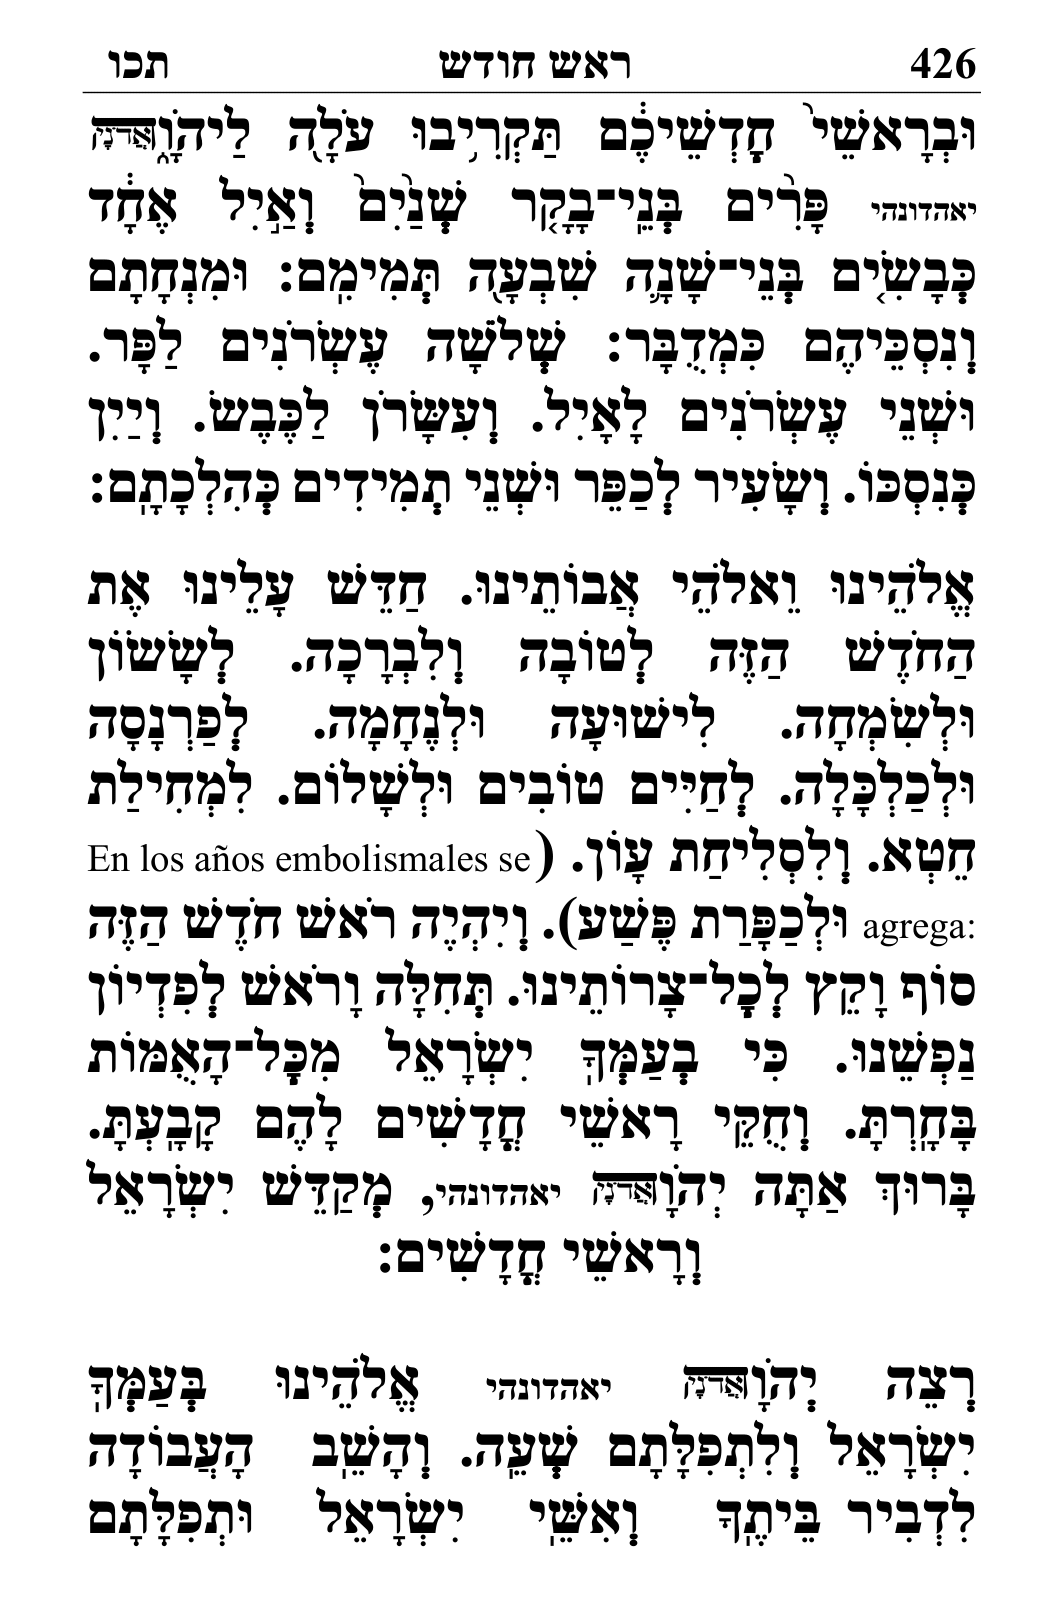 426 ראש חודש תכו
וּבְרָאשֵׁי֙ חָדְשֵׁיכֶ֔ם תַּקְרִ֥יבוּ עֹלָ֖ה לַיהֹוָ֑ה אֲדֹנָי
יאהדונהי פָּרִ֨ים בְּנֵֽי־בָקָ֤ר שְׁנַ֙יִם֙ וְאַ֣יִל אֶחָ֔ד
כְּבָשִׂ֧ים בְּנֵי־שָׁנָ֛ה שִׁבְעָ֖ה תְּמִימִֽם: וּמִנְחָתָם
וְנִסְכֵּיהֶם כִּמְדֻבָּר: שְׁלֹשָׁה עֶשְׂרֹנִים לַפָּר.
וּשְׁנֵי עֶשְׂרֹנִים לָאָיִל. וְעִשָּׂרֹן לַכֶּבֶשׂ. וְיַיִן
כְּנִסְכּוֹ. וְשָׂעִיר לְכַפֵּר וּשְׁנֵי תְמִידִים כְּהִלְכָתָם:
אֱלֹהֵינוּ וֵאלֹהֵי אֲבוֹתֵינוּ. חַדֵּשׁ עָלֵינוּ אֶת
הַחֹדֶשׁ הַזֶּה לְטוֹבָה וְלִבְרָכָה. לְשָׂשׂוֹן
וּלְשִׂמְחָה. לִישׁוּעָה וּלְנֶחָמָה. לְפַרְנָסָה
וּלְכַלְכָּלָה. לְחַיִּים טוֹבִים וּלְשָׁלוֹם. לִמְחִילַת
חֵטְא. וְלִסְלִיחַת עָוֹן. (En los años embolismales se
agrega: וּלְכַפָּרַת פֶּשַׁע). וְיִהְיֶה רֹאשׁ חֹדֶשׁ הַזֶּה
סוֹף וָקֵץ לְכָל־צָרוֹתֵינוּ. תְּחִלָּה וָרֹאשׁ לְפִדְיוֹן
נַפְשֵׁנוּ. כִּי בְעַמְּךָ יִשְׂרָאֵל מִכָּל־הָאֻמּוֹת
בָּחָרְתָּ. וְחֻקֵּי רָאשֵׁי חֳדָשִׁים לָהֶם קָבָעְתָּ.
בָּרוּךְ אַתָּה יְהֹוָה אֲדֹנָי יאהדונהי, מְקַדֵּשׁ יִשְׂרָאֵל
וְרָאשֵׁי חֳדָשִׁים:
רְצֵה יְהֹוָה אֲדֹנָי יאהדונהי אֱלֹהֵינוּ בְּעַמְּךָ
יִשְׂרָאֵל וְלִתְפִלָּתָם שְׁעֵה. וְהָשֵׁב הָעֲבוֹדָה
לִדְבִיר בֵּיתֶךָ וְאִשֵּׁי יִשְׂרָאֵל וּתְפִלָּתָם